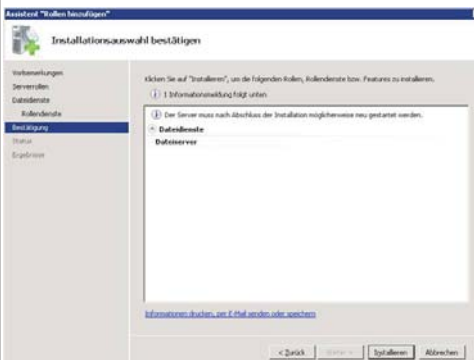 Assistent "Rollen hinzufügen"
Installationsauswahl bestätigen
Vorbemerkungen
Serverrollen
Dateidienste
Rollendienste
Bestätigung
Status
Ergebnisse
Klicken Sie auf "Installieren", um die folgenden Rollen, Rollendienste bzw. Features zu installieren.
1 Informationsmeldung folgt unten
Der Server muss nach Abschluss der Installation möglicherweise neu gestartet werden.
Dateidienste
Dateiserver
Informationen drucken, per E-Mail senden oder speichern
< Zurück
Weiter >
Installieren
Abbrechen